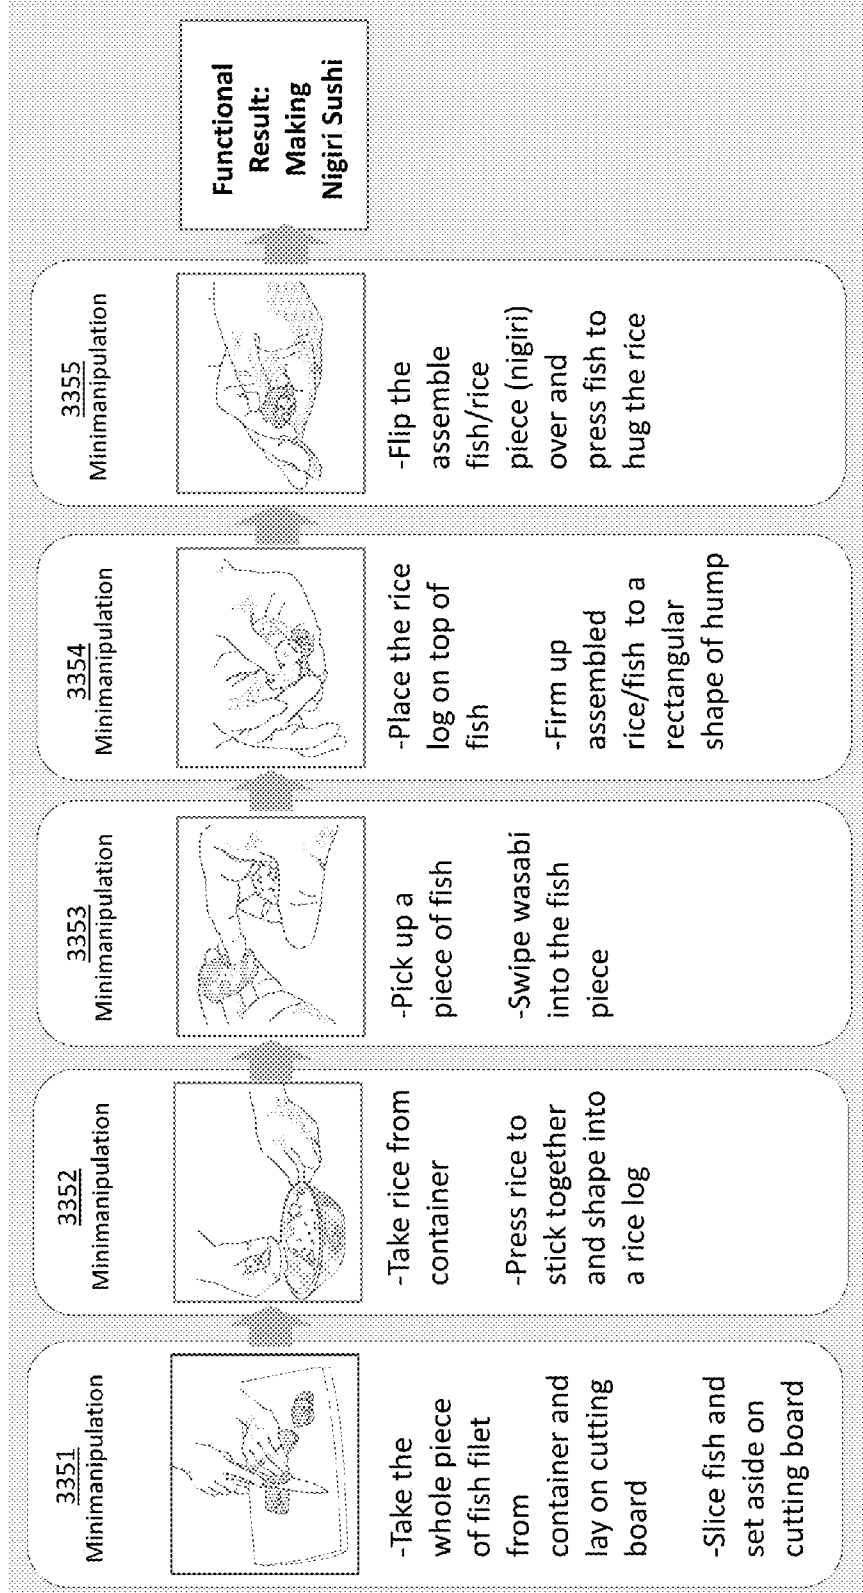 3351
Minimanipulation
-Take the
whole piece
of fish filet
from
container and
lay on cutting
board
-Slice fish and
set aside on
cutting board
3352
Minimanipulation
-Take rice from
container
-Press rice to
stick together
and shape into
a rice log
3353
Minimanipulation
-Pick up a
piece of fish
-Swipe wasabi
into the fish
piece
3354
Minimanipulation
-Place the rice
log on top of
fish
-Firm up
assembled
rice/fish to a
rectangular
shape of hump
3355
Minimanipulation
-Flip the
assemble
fish/rice
piece (nigiri)
over and
press fish to
hug the rice
Functional
Result:
Making
Nigiri Sushi